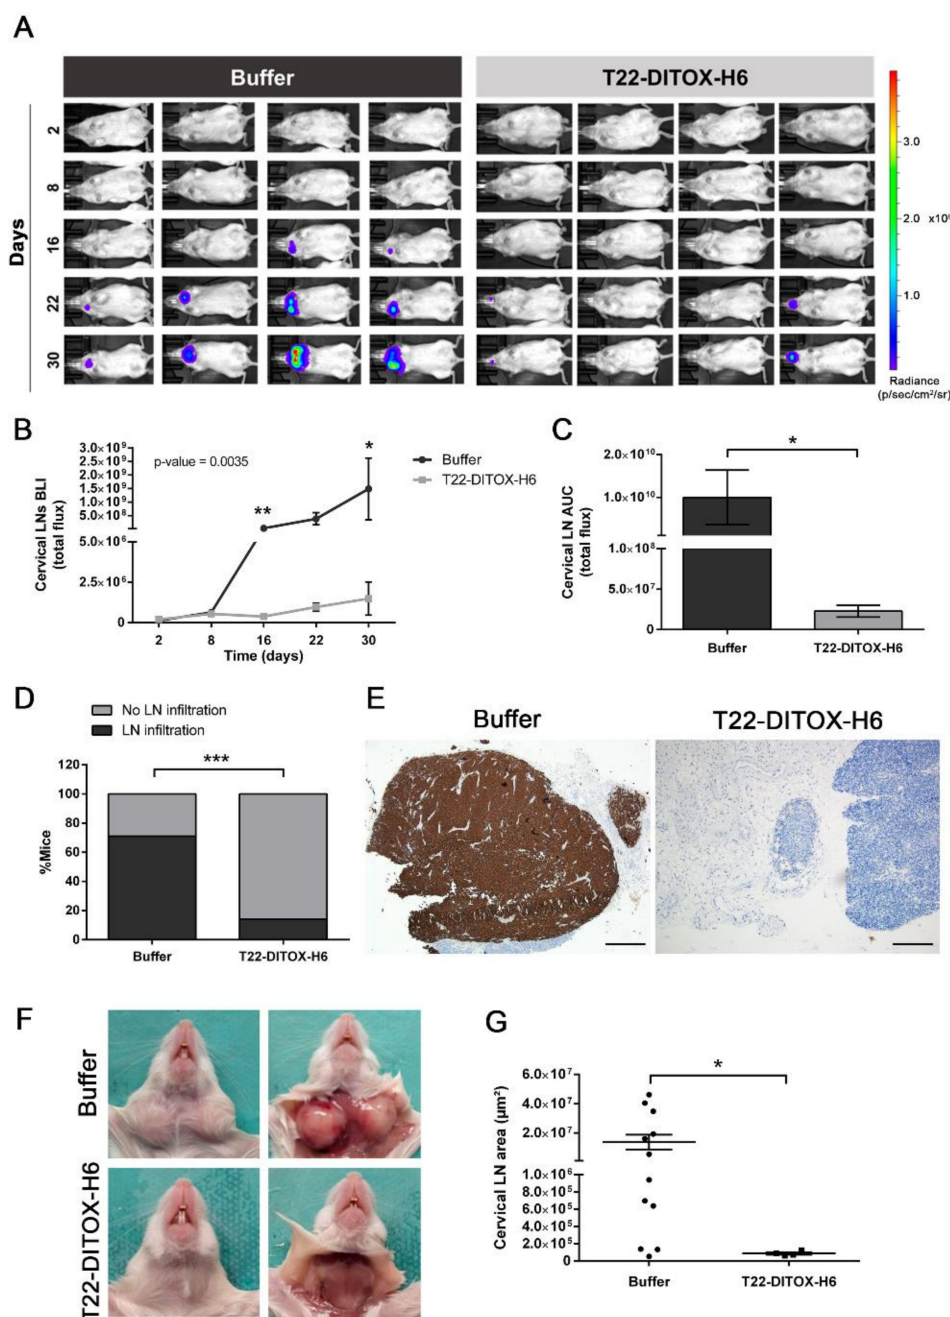 A
Buffer
T22-DITOX-H6
Days
2
8
16
22
30
3.0
2.0
1.0
Radiance
(p/sec/cm²/sr)
B
Cervical LNs BLI
(total flux)
3.0×10⁹
2.5×10⁹
2.0×10⁹
1.5×10⁹
1.0×10⁹
5.0×10⁸
5.0×10⁶
2.5×10⁶
0
p-value = 0.0035
**
*
Buffer
T22-DITOX-H6
2
8
16
22
30
Time (days)
C
Cervical LN AUC
(total flux)
2.0×10¹⁰
1.0×10¹⁰
1.0×10⁸
5.0×10⁷
0
*
Buffer
T22-DITOX-H6
D
No LN infiltration
LN infiltration
%Mice
120
100
80
60
40
20
0
***
Buffer
T22-DITOX-H6
E
Buffer
T22-DITOX-H6
F
Buffer
T22-DITOX-H6
G
Cervical LN area (µm²)
6.0×10⁷
4.0×10⁷
2.0×10⁷
1.0×10⁶
8.0×10⁵
6.0×10⁵
4.0×10⁵
2.0×10⁵
0
*
Buffer
T22-DITOX-H6